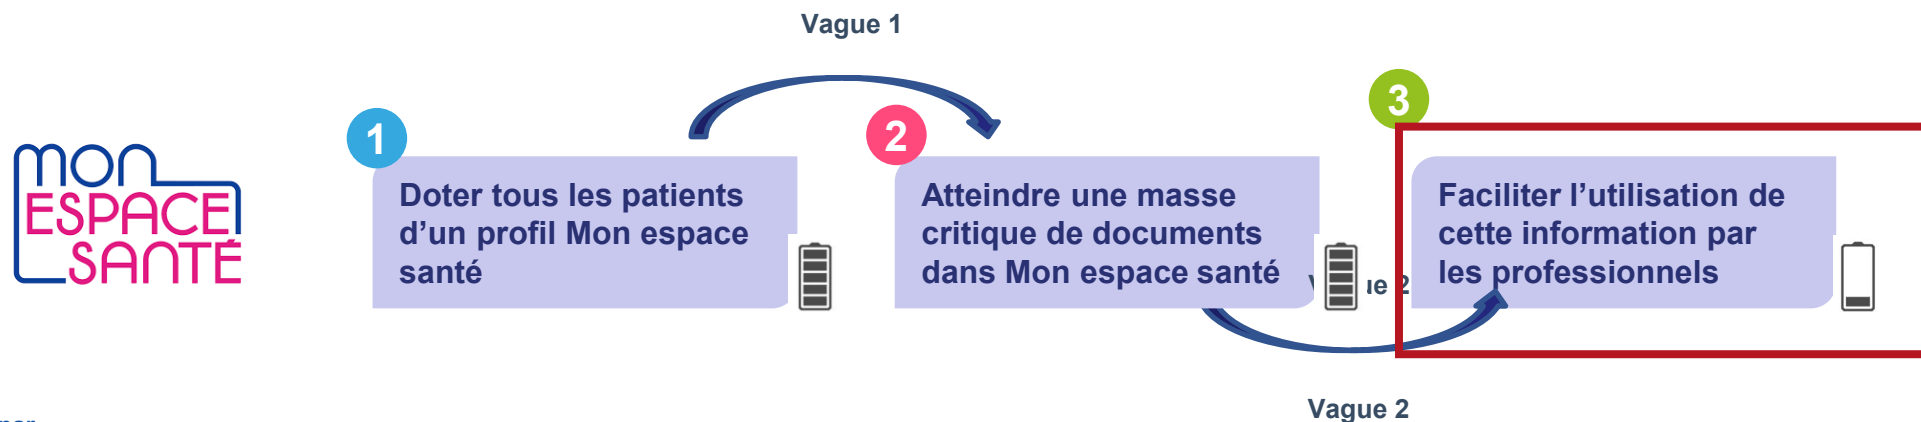 Vague 1
mon
ESPACE
SANTÉ
1
Doter tous les patients
d’un profil Mon espace
santé
2
Atteindre une masse
critique de documents
dans Mon espace santé
3
Faciliter l’utilisation de
cette information par
les professionnels
Vague 2